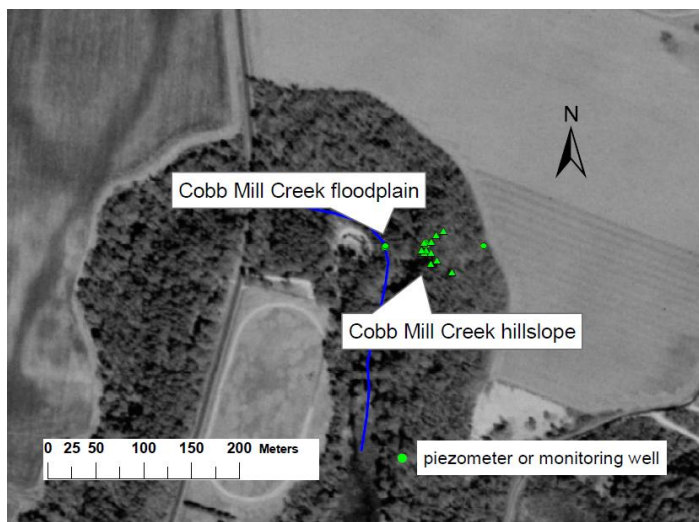 N
Cobb Mill Creek floodplain
Cobb Mill Creek hillslope
0 25 50 100 150 200 Meters
piezometer or monitoring well